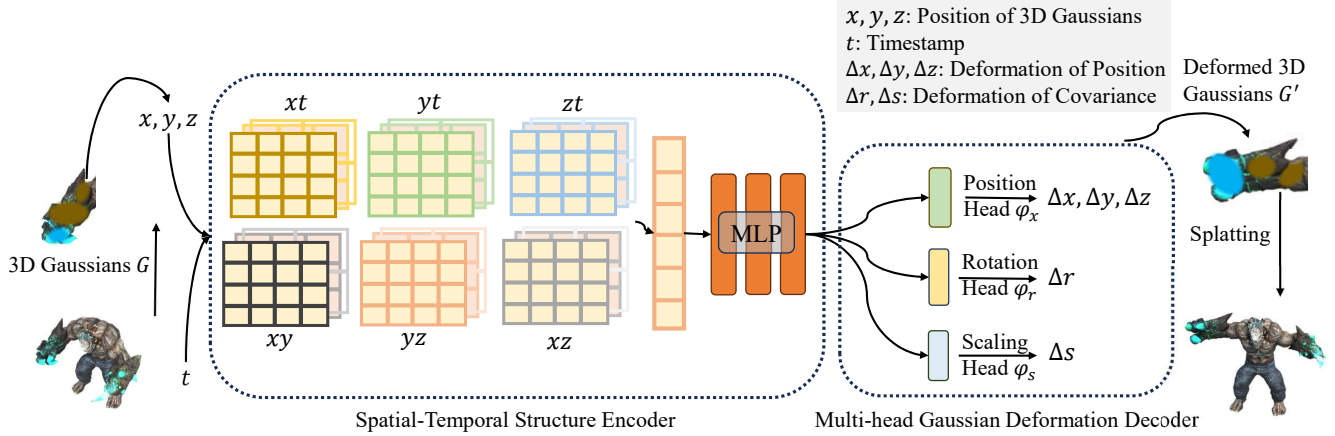 x, y, z: Position of 3D Gaussians
t: Timestamp
Δx, Δy, Δz: Deformation of Position
Δr, Δs: Deformation of Covariance
Deformed 3D
Gaussians G′
x, y, z
xt
yt
zt
3D Gaussians G
t
xy
yz
xz
MLP
Position
Head φx
Δx, Δy, Δz
Rotation
Head φr
Δr
Scaling
Head φs
Δs
Splatting
Spatial-Temporal Structure Encoder
Multi-head Gaussian Deformation Decoder